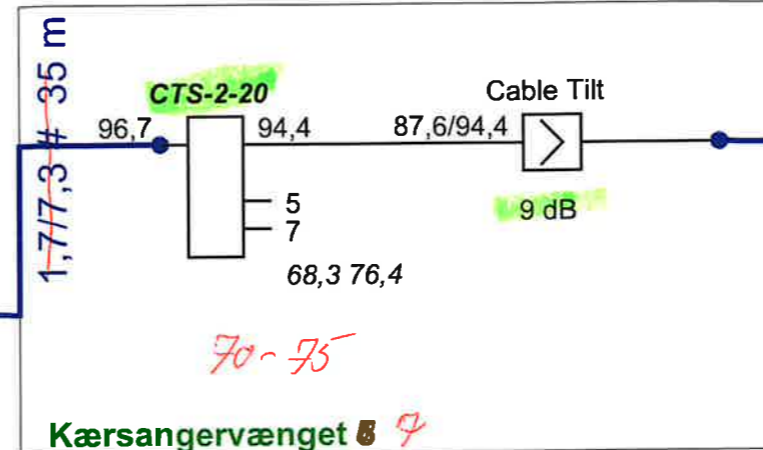 1,7/7,3 # 35 m
CTS-2-20
Cable Tilt
96,7
94,4
87,6/94,4
5
7
9 dB
68,3 76,4
70-75
Kærsangervænget 7